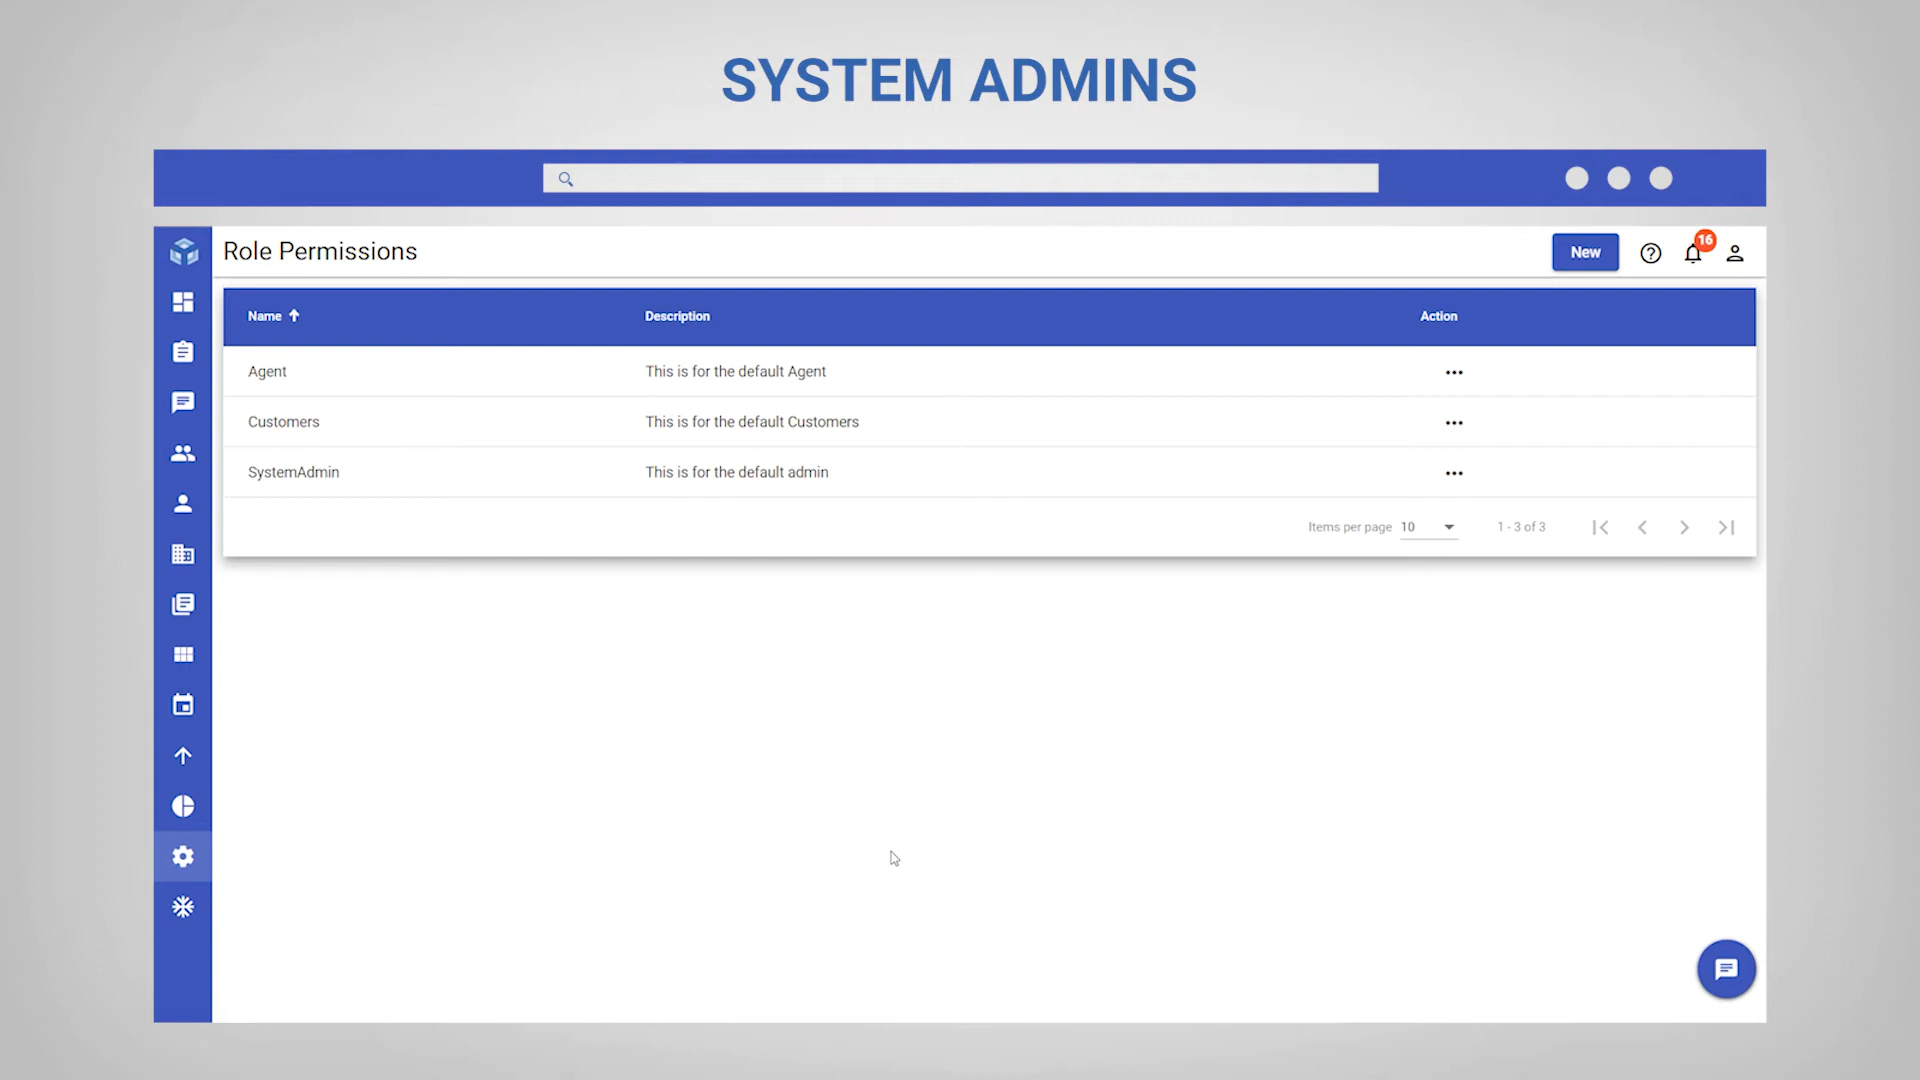 SYSTEM ADMINS
Role Permissions
New
16
Name Description Action
Agent This is for the default Agent
Customers This is for the default Customers
SystemAdmin This is for the default admin
Items per page 10 1 - 3 of 3